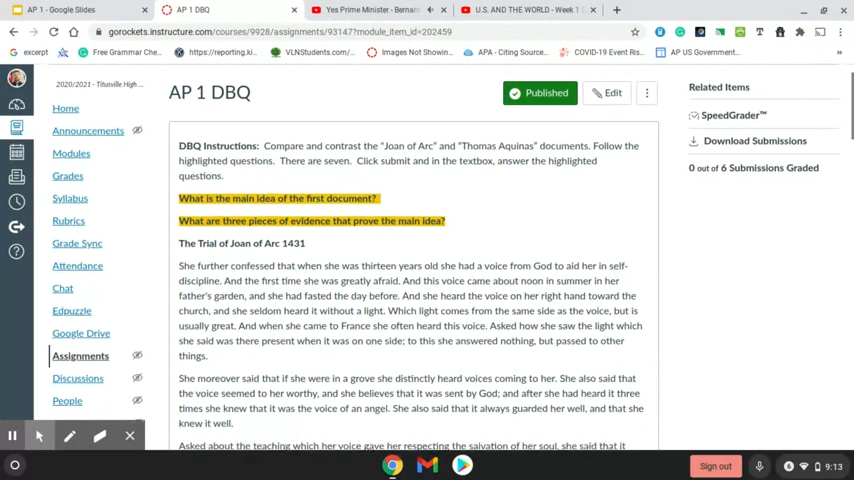 AP 1 - Google Slides
AP 1 DBQ
Yes Prime Minister - Bernar
U.S. AND THE WORLD - Week 1
gorockets.instructure.com/courses/9928/assignments/93147?module_item_id=202459
excerpt
Free Grammar Che...
https://reporting.ki...
VLNStudents.com/...
Images Not Showin...
APA - Citing Source...
COVID-19 Event Ris...
AP US Government...
2020/2021 - Titusville High ...
Home
Announcements
Modules
Grades
Syllabus
Rubrics
Grade Sync
Attendance
Chat
Edpuzzle
Google Drive
Assignments
Discussions
People
AP 1 DBQ
Published
Edit
DBQ Instructions: Compare and contrast the “Joan of Arc” and “Thomas Aquinas” documents. Follow the
highlighted questions. There are seven. Click submit and in the textbox, answer the highlighted
questions.
What is the main idea of the first document?
What are three pieces of evidence that prove the main idea?
The Trial of Joan of Arc 1431
She further confessed that when she was thirteen years old she had a voice from God to aid her in self-
discipline. And the first time she was greatly afraid. And this voice came about noon in summer in her
father's garden, and she had fasted the day before. And she heard the voice on her right hand toward the
church, and she seldom heard it without a light. Which light comes from the same side as the voice, but is
usually great. And when she came to France she often heard this voice. Asked how she saw the light which
she said was there present when it was on one side; to this she answered nothing, but passed to other
things.
She moreover said that if she were in a grove she distinctly heard voices coming to her. She also said that
the voice seemed to her worthy, and she believes that it was sent by God; and after she had heard it three
times she knew that it was the voice of an angel. She also said that it always guarded her well, and that she
knew it well.
Asked about the teaching which her voice gave her respecting the salvation of her soul, she said that it
Related Items
SpeedGrader™
Download Submissions
0 out of 6 Submissions Graded
Sign out
6
9:13